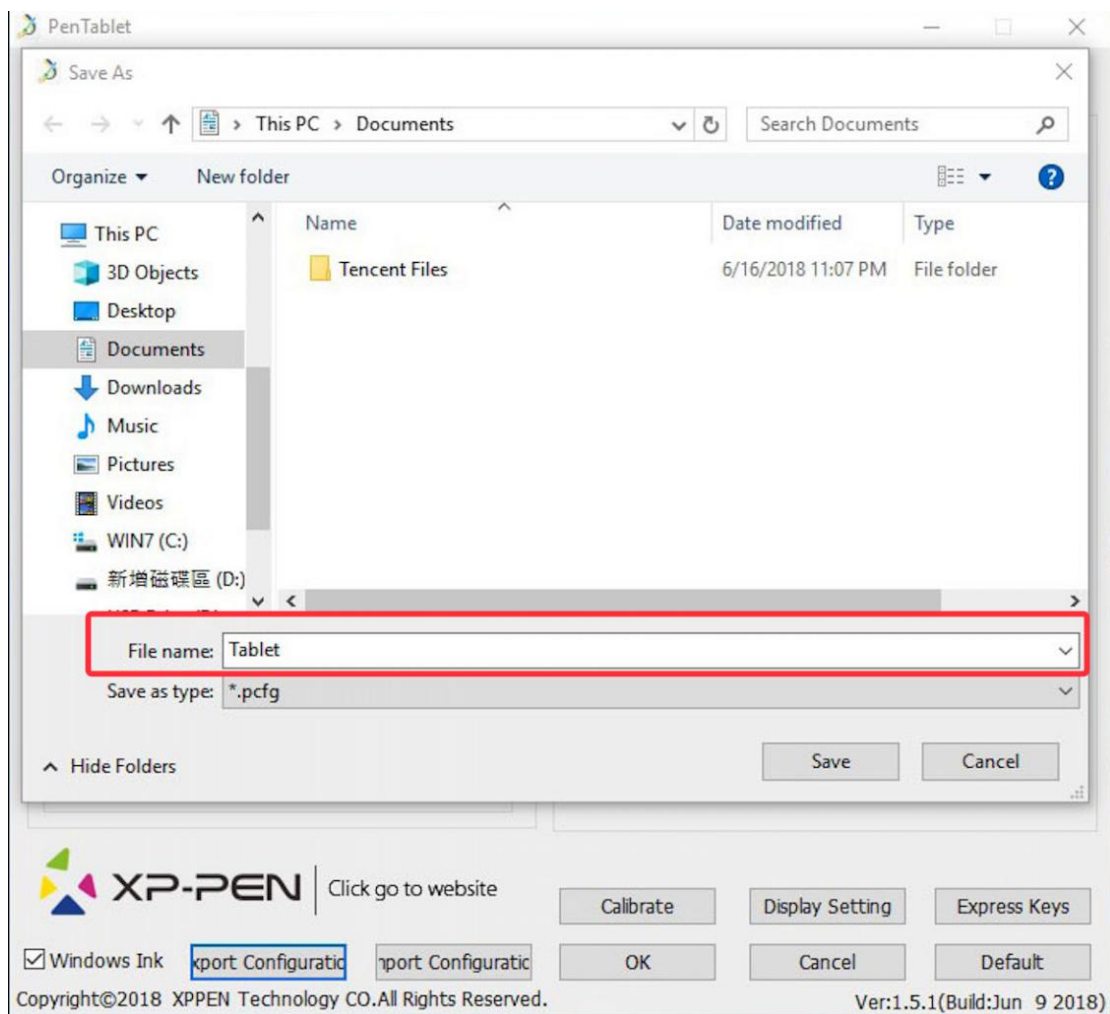 PenTablet
Save As
This PC > Documents
Search Documents
Organize
New folder
Name
Date modified
Type
This PC
3D Objects
Desktop
Documents
Downloads
Music
Pictures
Videos
WIN7 (C:)
新增磁碟區 (D:)
Tencent Files
6/16/2018 11:07 PM
File folder
File name: Tablet
Save as type: *.pcfg
Hide Folders
Save
Cancel
XP-PEN
Click go to website
Calibrate
Display Setting
Express Keys
Windows Ink
xport Configuratic
nport Configuratic
OK
Cancel
Default
Copyright©2018 XPPEN Technology CO.All Rights Reserved.
Ver:1.5.1(Build:Jun 9 2018)